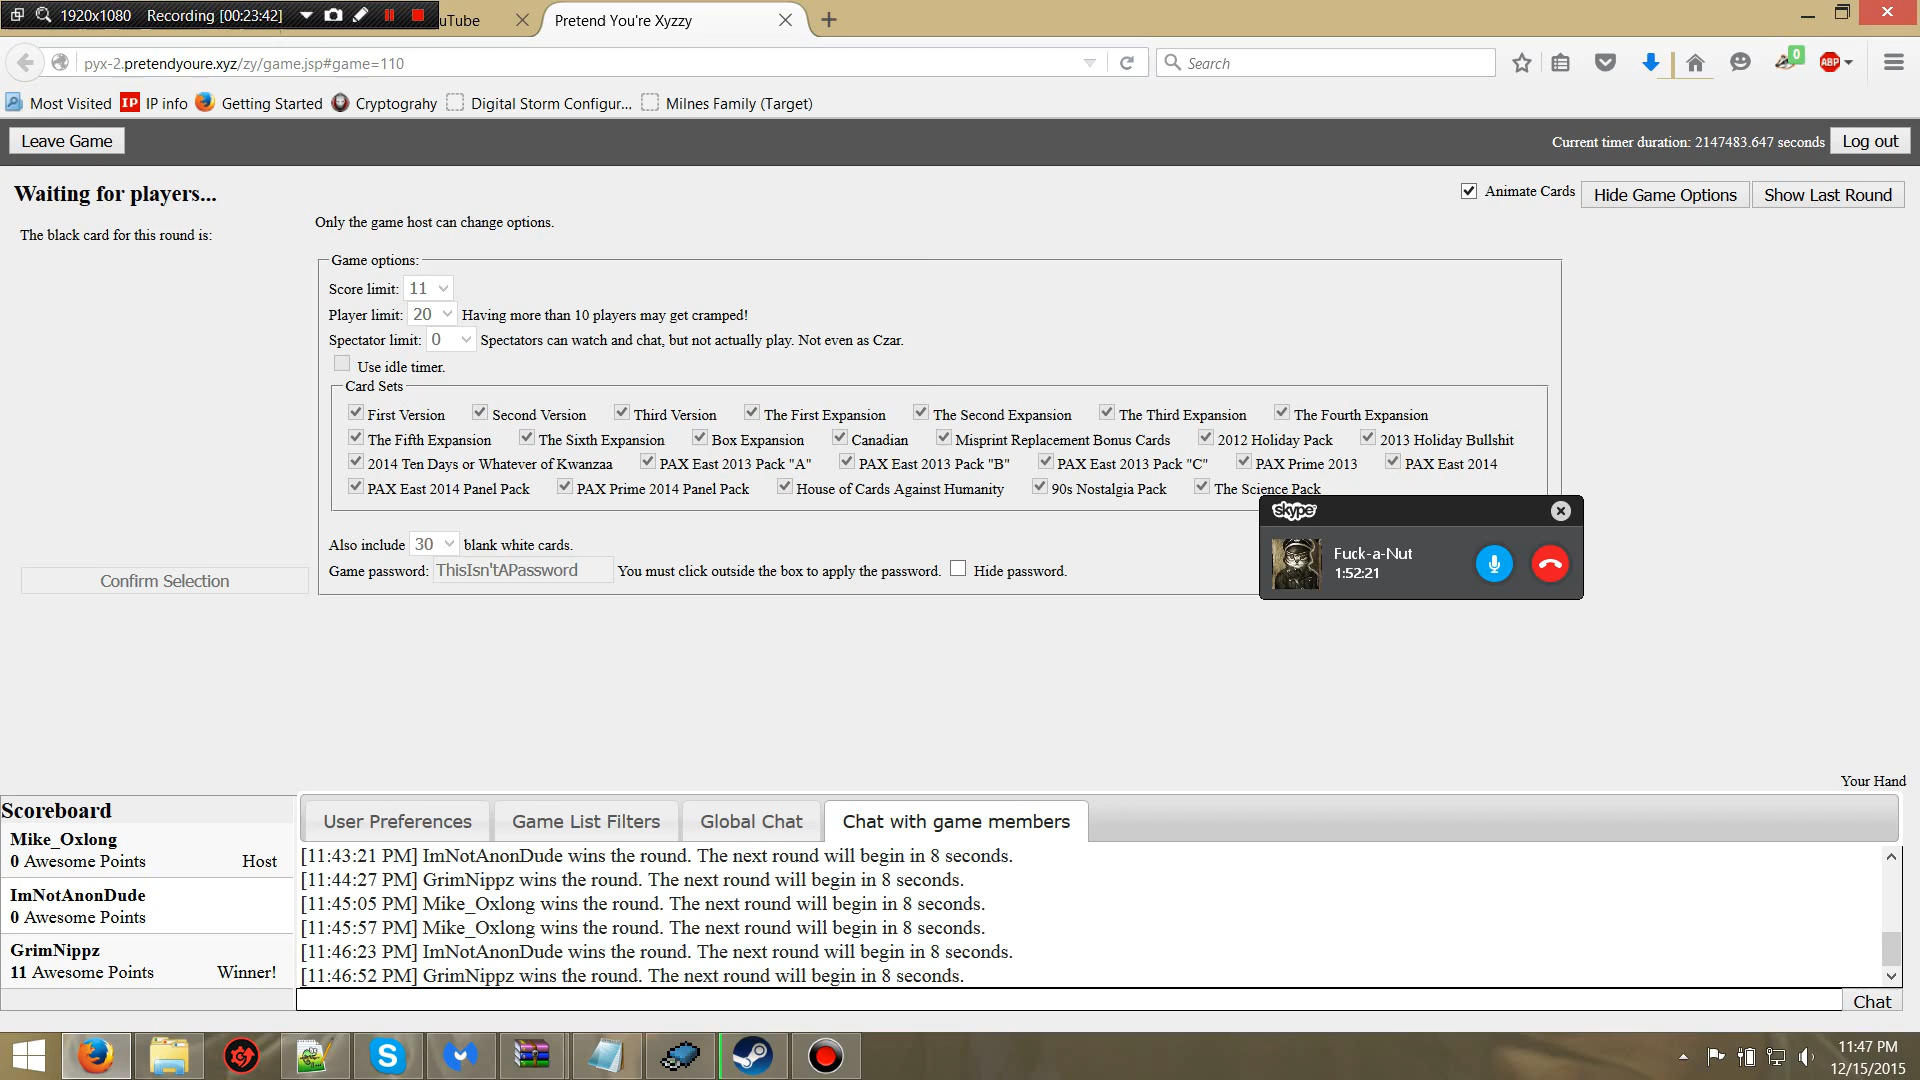 1920x1080 Recording [00:23:42]
uTube
Pretend You're Xyzzy
pyx-2.pretendyoure.xyz/zy/game.jsp#game=110
Search
0
ABP
Most Visited
IP IP info
Getting Started
Cryptograhy
Digital Storm Configur...
Milnes Family (Target)
Leave Game
Current timer duration: 2147483.647 seconds
Log out
Waiting for players...
Animate Cards
Hide Game Options
Show Last Round
The black card for this round is:
Only the game host can change options.
Game options:
Score limit: 11
Player limit: 20 Having more than 10 players may get cramped!
Spectator limit: 0 Spectators can watch and chat, but not actually play. Not even as Czar.
Use idle timer.
Card Sets
First Version Second Version Third Version The First Expansion The Second Expansion The Third Expansion The Fourth Expansion
The Fifth Expansion The Sixth Expansion Box Expansion Canadian Misprint Replacement Bonus Cards 2012 Holiday Pack 2013 Holiday Bullshit
2014 Ten Days or Whatever of Kwanzaa PAX East 2013 Pack "A" PAX East 2013 Pack "B" PAX East 2013 Pack "C" PAX Prime 2013 PAX East 2014
PAX East 2014 Panel Pack PAX Prime 2014 Panel Pack House of Cards Against Humanity 90s Nostalgia Pack The Science Pack
Also include 30 blank white cards.
Game password: ThisIsn'tAPassword You must click outside the box to apply the password. Hide password.
Confirm Selection
skype
Fuck-a-Nut
1:52:21
Your Hand
Scoreboard
Mike_Oxlong
0 Awesome Points Host
ImNotAnonDude
0 Awesome Points
GrimNippz
11 Awesome Points Winner!
User Preferences
Game List Filters
Global Chat
Chat with game members
[11:43:21 PM] ImNotAnonDude wins the round. The next round will begin in 8 seconds.
[11:44:27 PM] GrimNippz wins the round. The next round will begin in 8 seconds.
[11:45:05 PM] Mike_Oxlong wins the round. The next round will begin in 8 seconds.
[11:45:57 PM] Mike_Oxlong wins the round. The next round will begin in 8 seconds.
[11:46:23 PM] ImNotAnonDude wins the round. The next round will begin in 8 seconds.
[11:46:52 PM] GrimNippz wins the round. The next round will begin in 8 seconds.
Chat
11:47 PM
12/15/2015